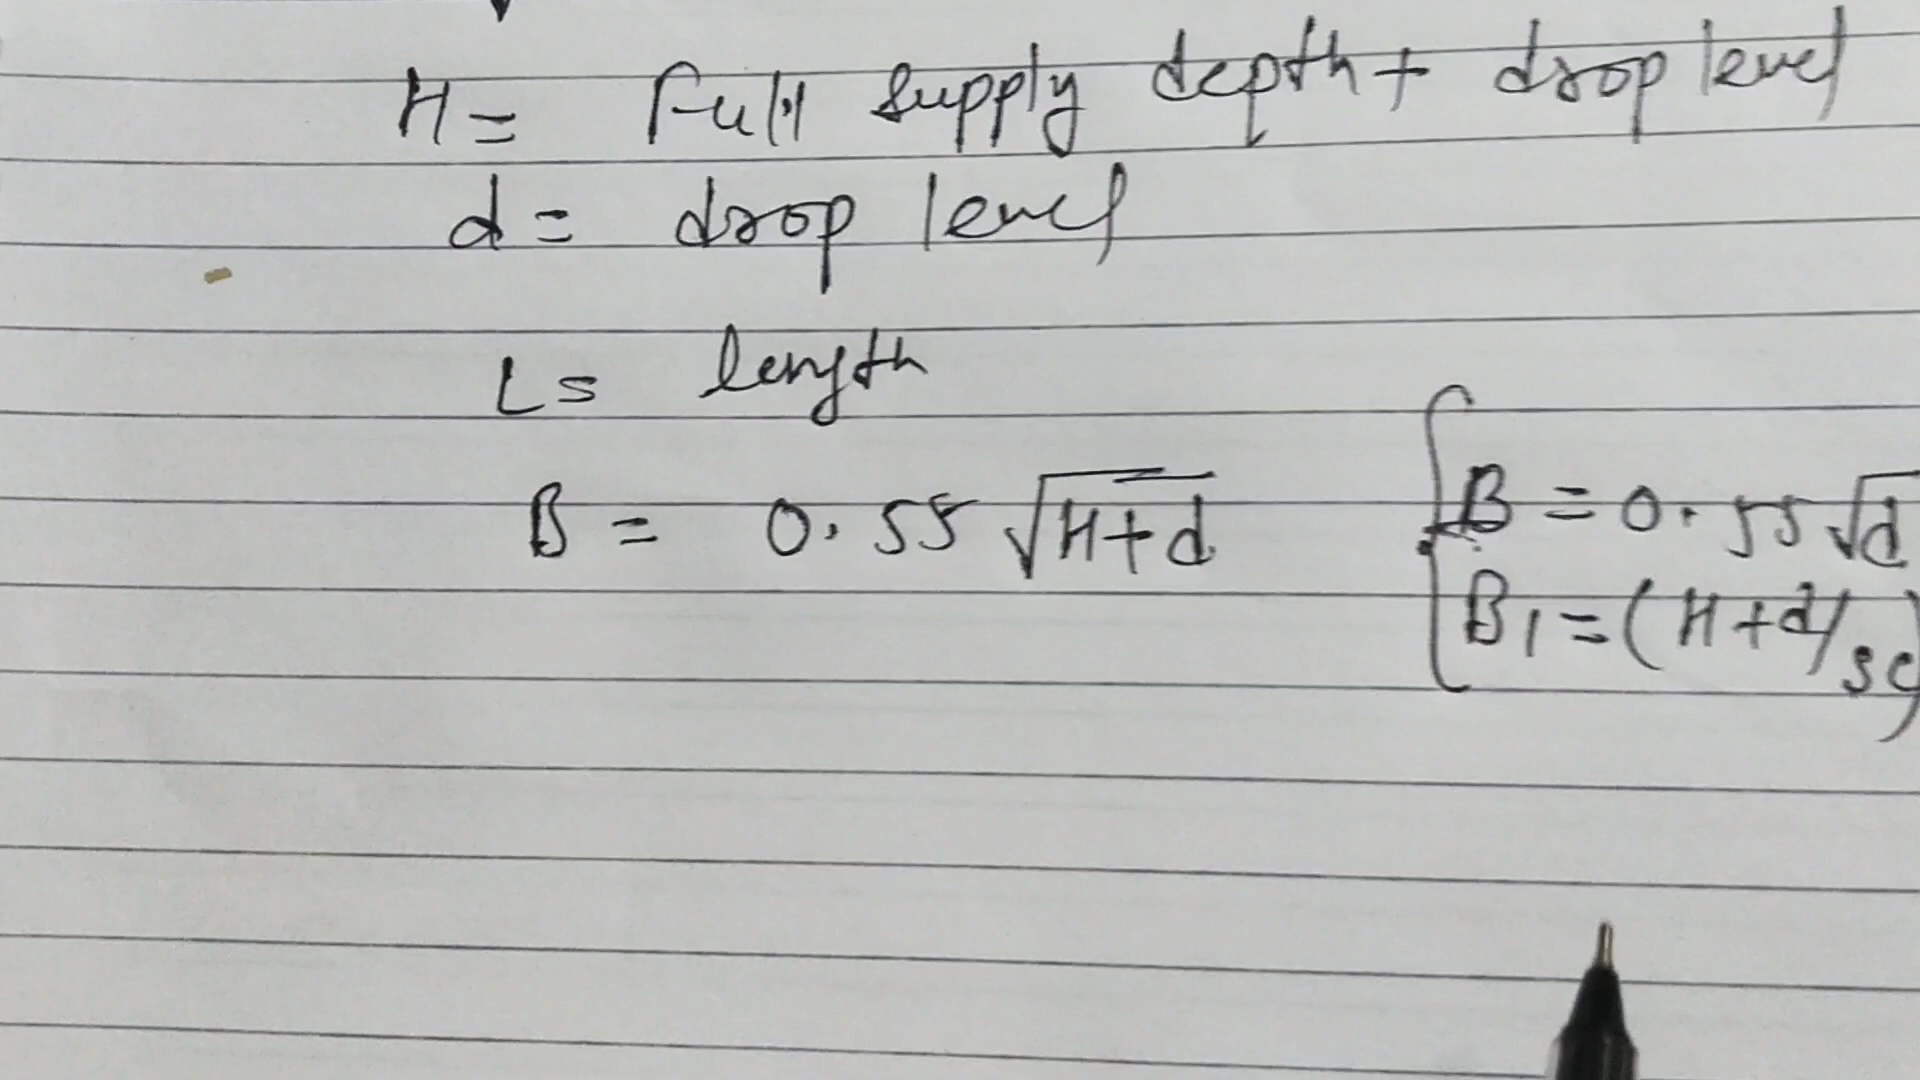 H= Full supply depth + drop level
d= drop level
L= length
B = 0.55 √H+d
B = 0.55 √d
B1 = (H+d/